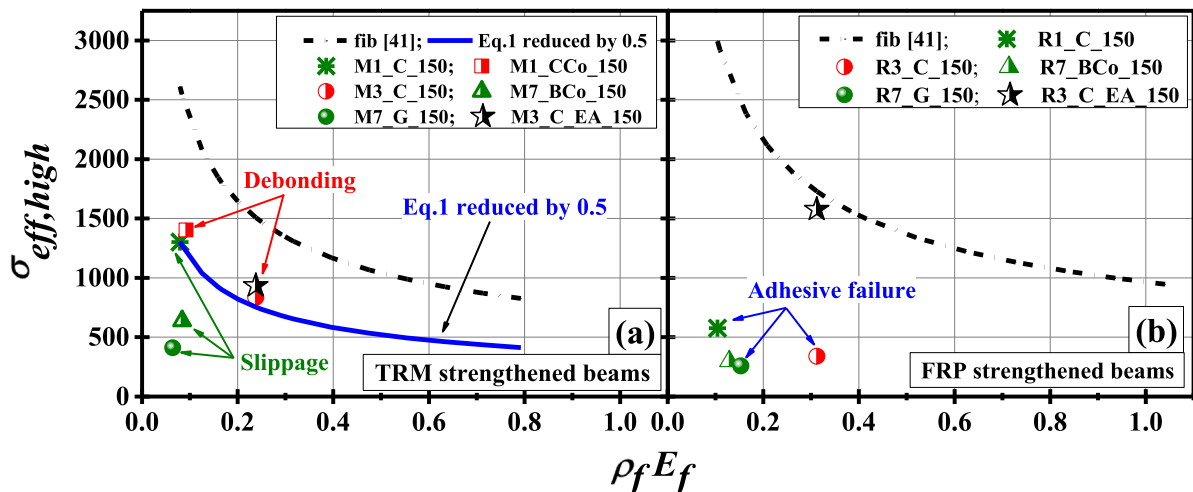 σeff,high
3000
2500
2000
1500
1000
500
0
fib [41]; Eq.1 reduced by 0.5
M1_C_150; M1_CCo_150
M3_C_150; M7_BCo_150
M7_G_150; M3_C_EA_150
Debonding
Eq.1 reduced by 0.5
Slippage
(a)
TRM strengthened beams
0.0 0.2 0.4 0.6 0.8 1.0
fib [41]; R1_C_150
R3_C_150; R7_BCo_150
R7_G_150; R3_C_EA_150
Adhesive failure
(b)
FRP strengthened beams
0.0 0.2 0.4 0.6 0.8 1.0
ρf Ef